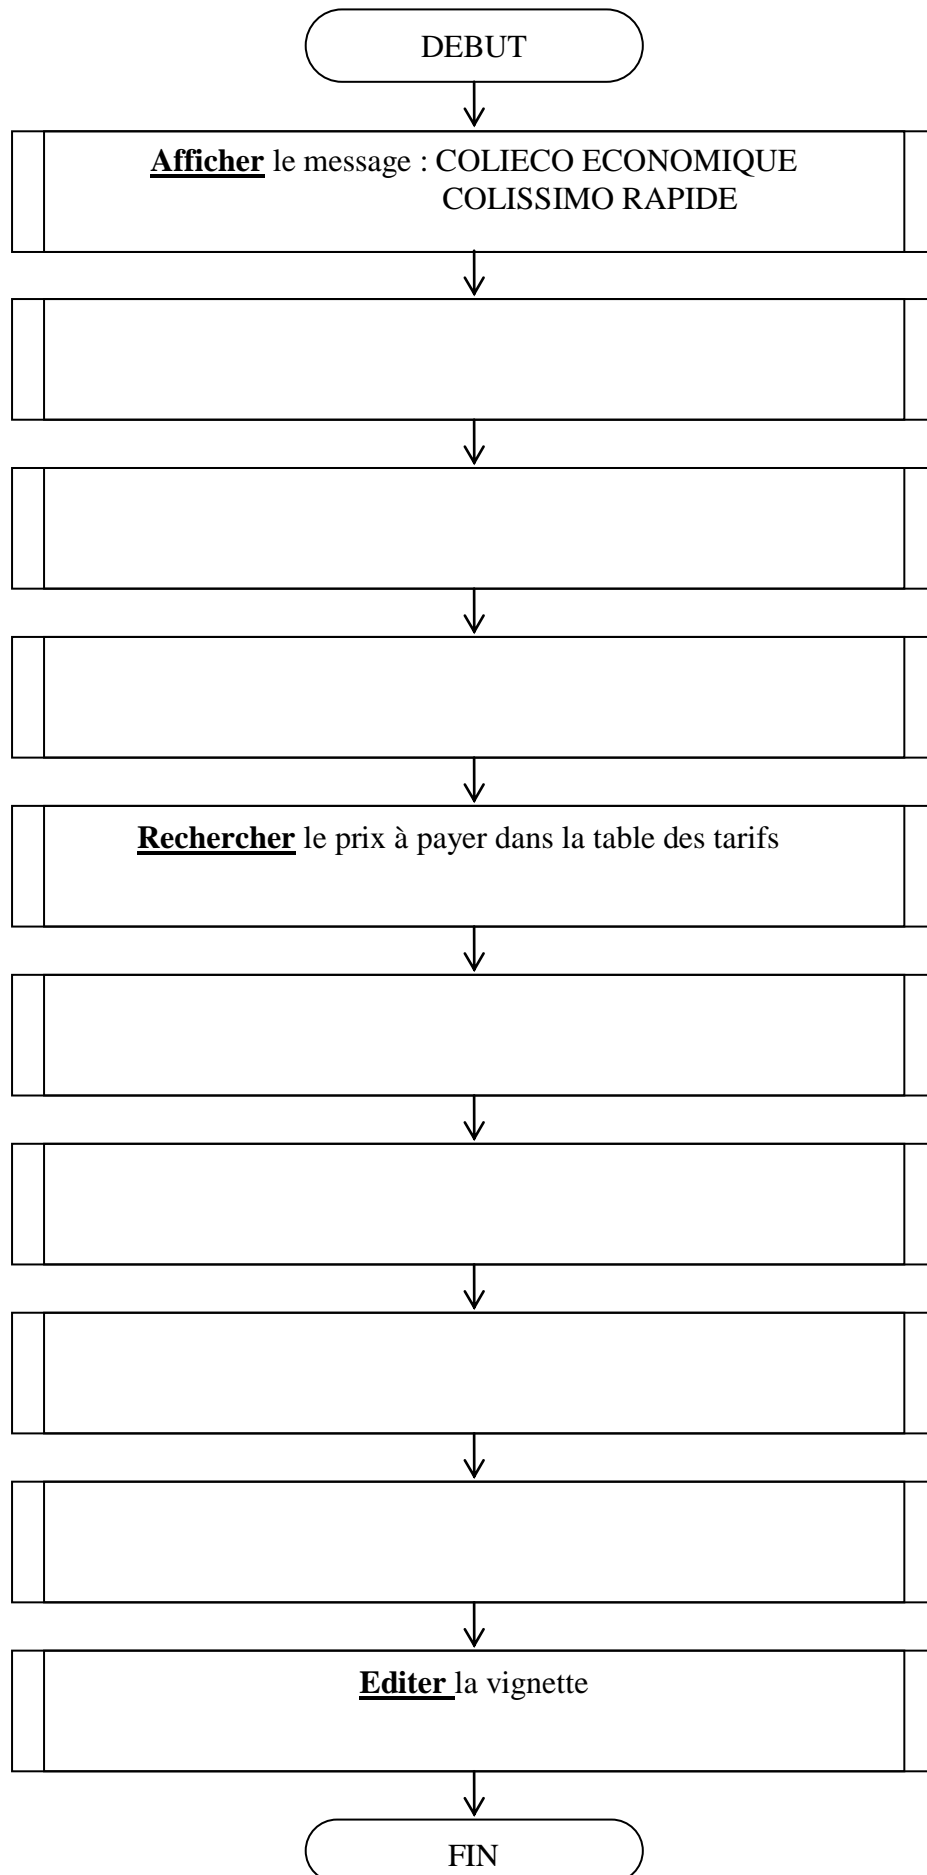 DEBUT
Afficher le message : COLIECO ECONOMIQUE
COLISSIMO RAPIDE
Rechercher le prix à payer dans la table des tarifs
Editer la vignette
FIN